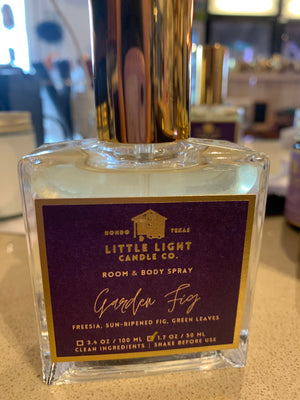 HONDO TEXAS
LITTLE LIGHT
CANDLE CO.
ROOM & BODY SPRAY
Garden Fig
FREESIA, SUN-RIPENED FIG, GREEN LEAVES
☐ 3.4 OZ / 100 ML ☑ 1.7 OZ / 50 ML
CLEAN INGREDIENTS | SHAKE BEFORE USE